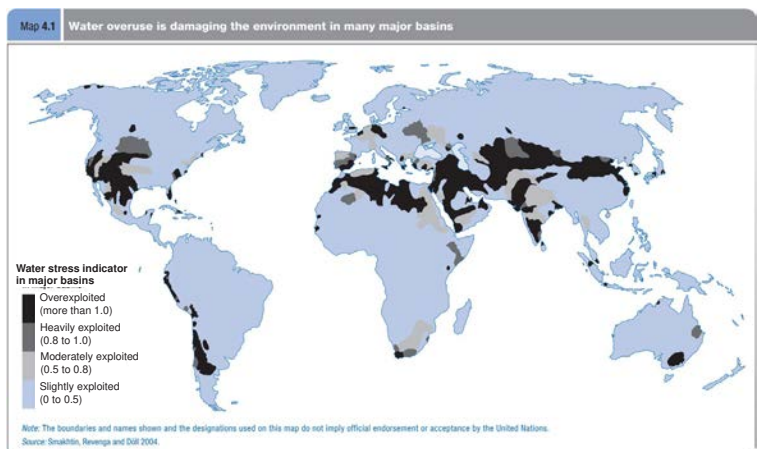 Map 4.1 Water overuse is damaging the environment in many major basins
Water stress indicator
in major basins
Overexploited
(more than 1.0)
Heavily exploited
(0.8 to 1.0)
Moderately exploited
(0.5 to 0.8)
Slightly exploited
(0 to 0.5)
Note: The boundaries and names shown and the designations used on this map do not imply official endorsement or acceptance by the United Nations.
Source: Smakhtin, Revenga and Döll 2004.